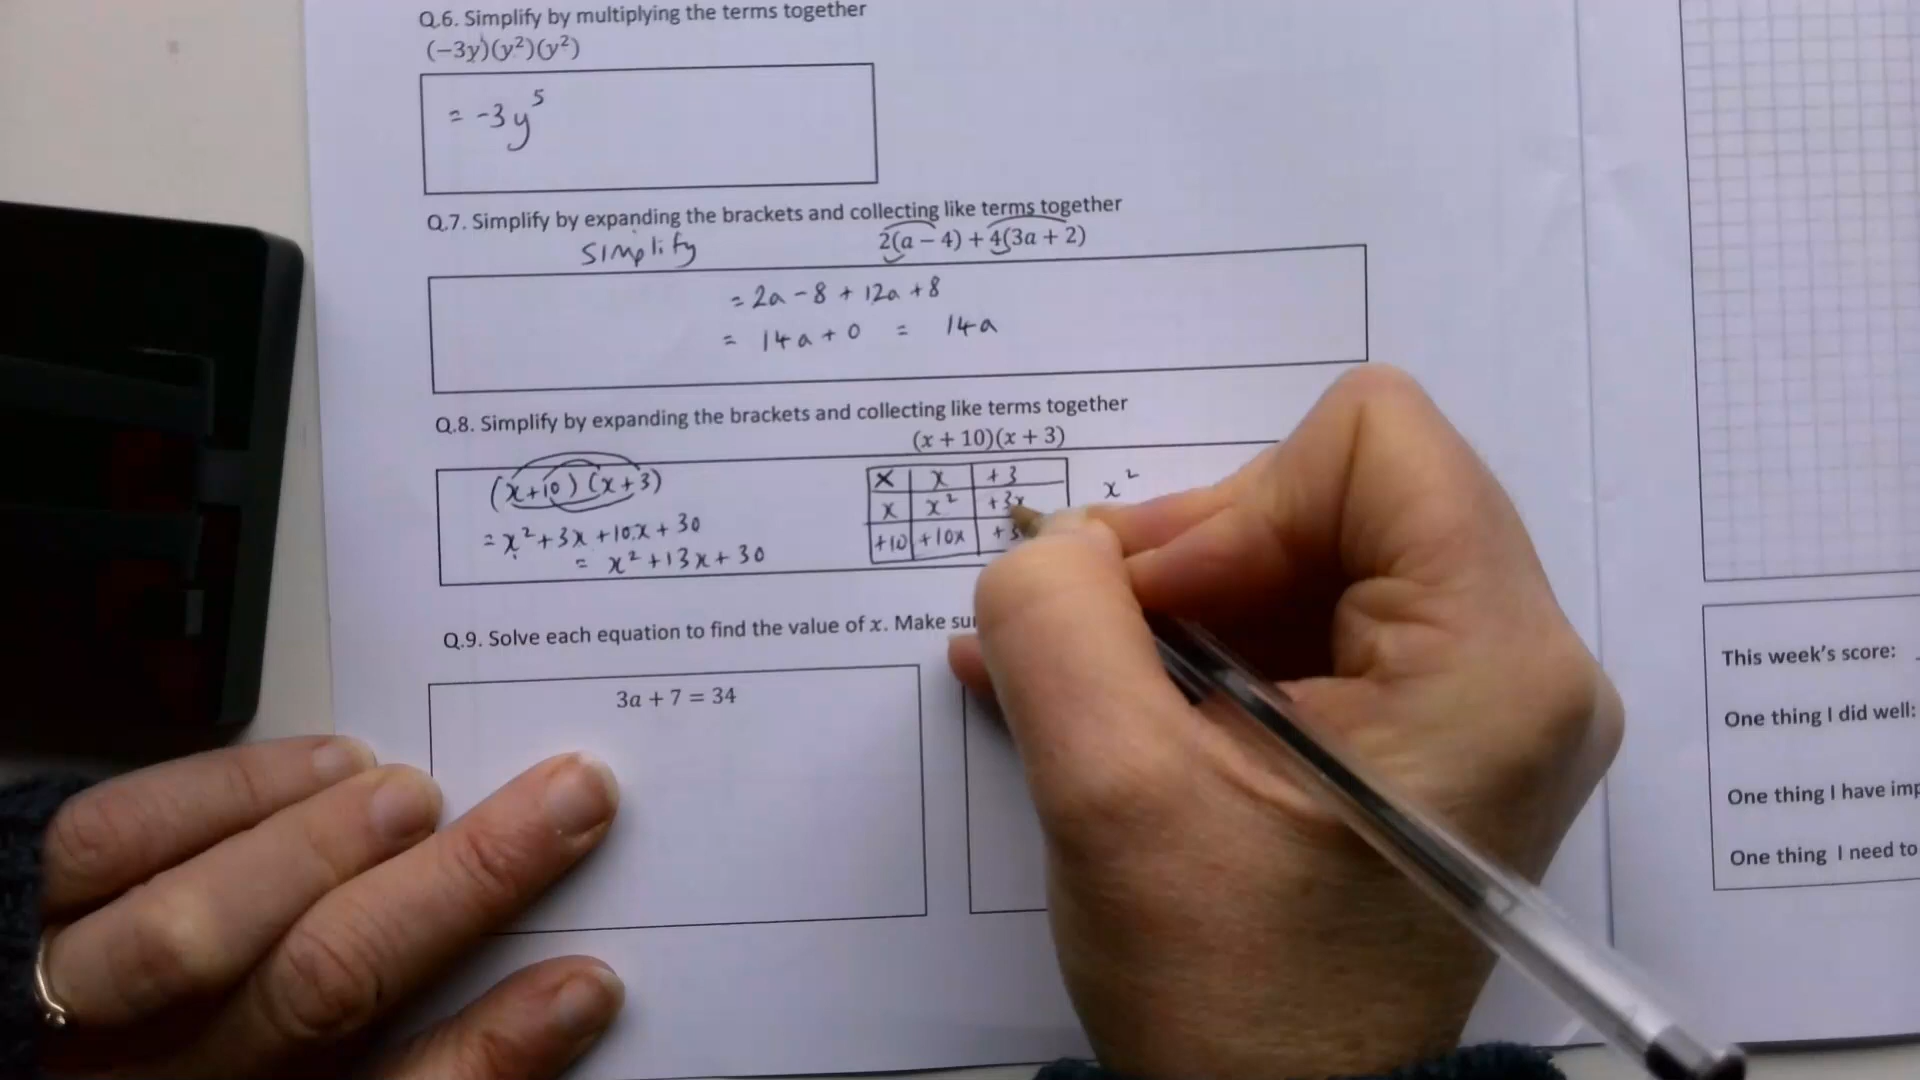 Q.6. Simplify by multiplying the terms together
(−3y)(y²)(y²)
= -3y⁵
Q.7. Simplify by expanding the brackets and collecting like terms together
simplify
2(a − 4) + 4(3a + 2)
= 2a - 8 + 12a + 8
= 14a + 0 = 14a
Q.8. Simplify by expanding the brackets and collecting like terms together
(x + 10)(x + 3)
(x+10)(x+3)
= x² + 3x + 10x + 30
= x² + 13x + 30
× x +3
x x² +3x
+10 +10x
x²
Q.9. Solve each equation to find the value of x. Make
3a + 7 = 34
This week's score:
One thing I did well:
One thing I have
One thing I need to